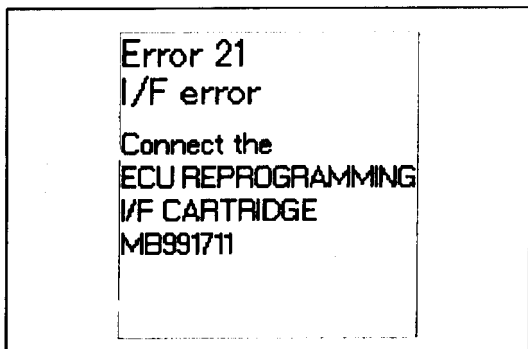 Error 21
I/F error
Connect the
ECU REPROGRAMMING
I/F CARTRIDGE
MB991711